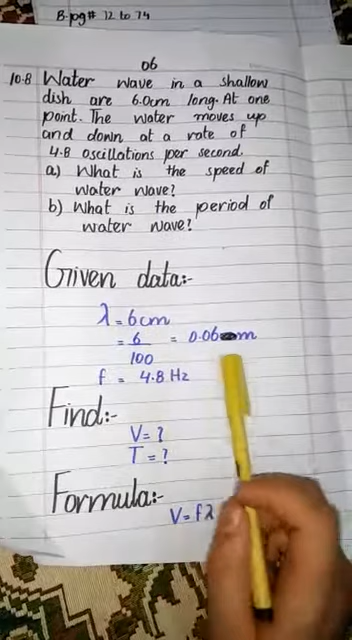 B-pg# 72 to 74
06
10.8 Water wave in a shallow
dish are 6.0cm long. At one
point. The water moves up
and down at a rate of
4.8 oscillations per second.
a) What is the speed of
water wave?
b) What is the period of
water wave?
Given data:-
λ = 6cm
= 6/100 = 0.06 m
f = 4.8 Hz
Find:-
V = ?
T = ?
Formula:-
V = fλ